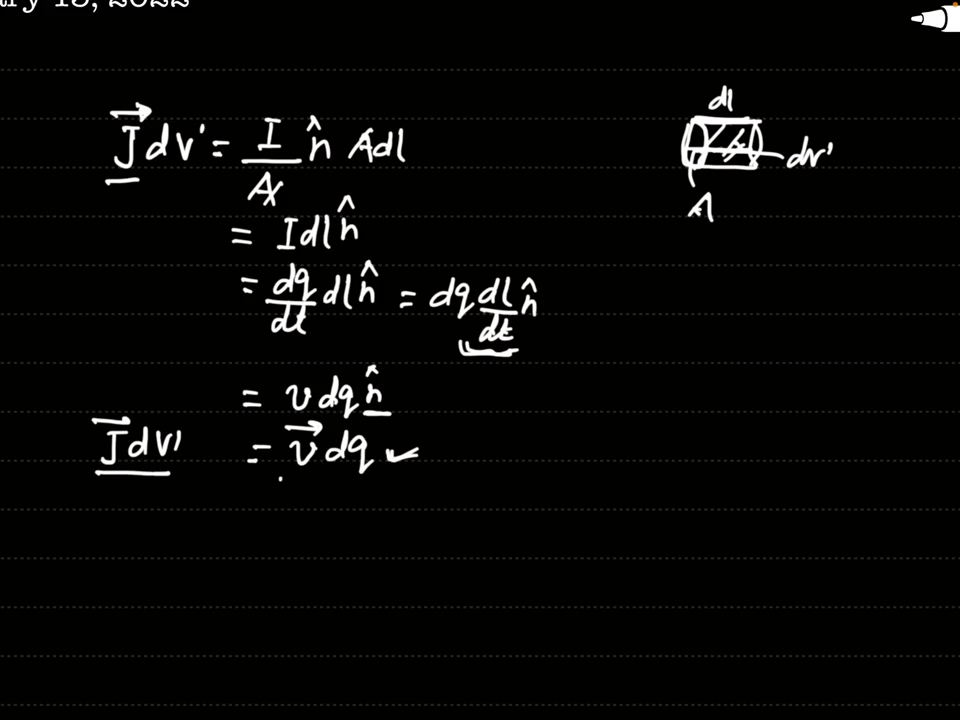 J⃗ dv' = I/A n̂ Adl
= Idl n̂
= dq/dt dl n̂ = dq dl/dt n̂
= v dq n̂
J⃗ dv' = v⃗ dq ✓
dl
dv'
A